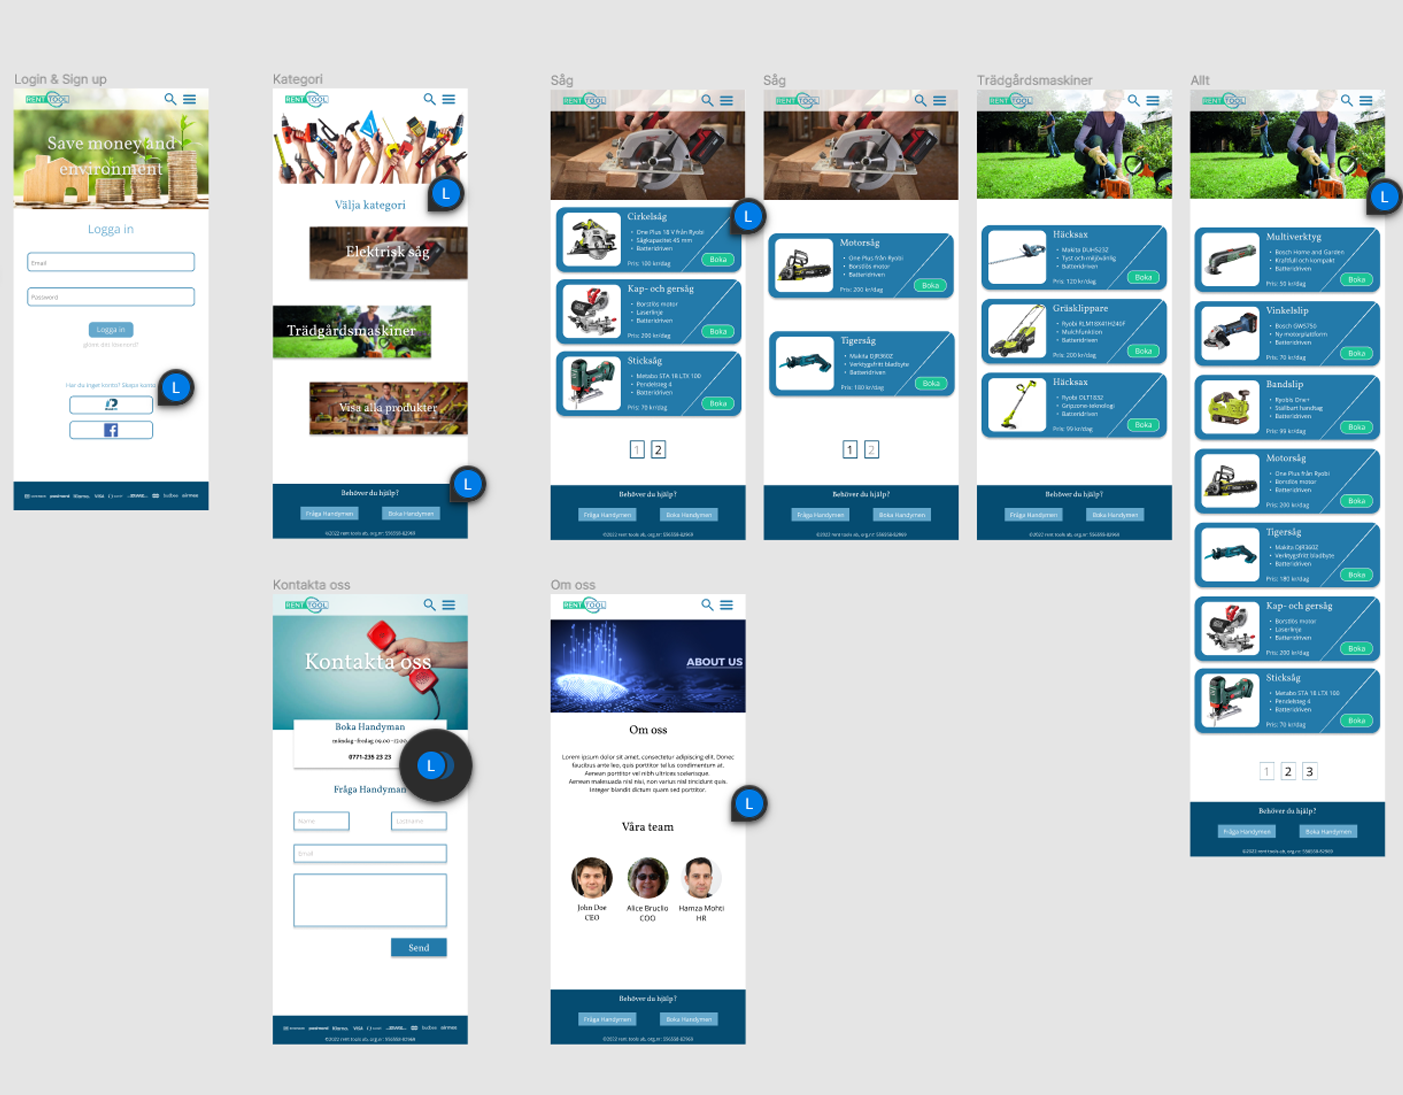 Login & Sign up
RENT TOOL
Save money and
environment
Logga in
Email
Password
Logga in
glömt ditt lösenord?
Har du inget konto? Skapa konto
L
Klarna.
VISA
Kategori
RENT TOOL
L
Välja kategori
Elektrisk såg
Trädgårdsmaskiner
Visa alla produkter
L
Behöver du hjälp?
Fråga Handymen
Boka Handymen
©2022 rent tools ab, org.nr: 556558-82969
Såg
RENT TOOL
L
Cirkelsåg
• One Plus 18 V från Ryobi
• Sågkapacitet 45 mm
• Batteridriven
Pris: 100 kr/dag
Boka
Kap- och gersåg
• Borstlös motor
• Laserlinje
• Batteridriven
Pris: 200 kr/dag
Boka
Sticksåg
• Metabo STA 18 LTX 100
• Pendelsteg 4
• Batteridriven
Pris: 70 kr/dag
Boka
1 2
Behöver du hjälp?
Fråga Handymen
Boka Handymen
©2022 rent tools ab, org.nr: 556558-82969
Såg
RENT TOOL
Motorsåg
• One Plus från Ryobi
• Borstlös motor
• Batteridriven
Pris: 200 kr/dag
Boka
Tigersåg
• Makita DJR360Z
• Verktygsfritt bladbyte
• Batteridriven
Pris: 180 kr/dag
Boka
1 2
Behöver du hjälp?
Fråga Handymen
Boka Handymen
©2022 rent tools ab, org.nr: 556558-82969
Trädgårdsmaskiner
RENT TOOL
Häcksax
• Makita DUH523Z
• Tyst och miljövänlig
• Batteridriven
Pris: 120 kr/dag
Boka
Gräsklippare
• Ryobi RLM18X41H240F
• Mulchfunktion
• Batteridriven
Pris: 200 kr/dag
Boka
Häcksax
• Ryobi OLT1832
• Gripzone-teknologi
• Batteridriven
Pris: 99 kr/dag
Boka
Behöver du hjälp?
Fråga Handymen
Boka Handymen
©2022 rent tools ab, org.nr: 556558-82969
Allt
RENT TOOL
L
Multiverktyg
• Bosch Home and Garden
• Kraftfull och kompakt
• Batteridriven
Pris: 50 kr/dag
Boka
Vinkelslip
• Bosch GWS750
• Ny motorplattform
• Batteridriven
Pris: 70 kr/dag
Boka
Bandslip
• Ryobis One+
• Ställbart handtag
• Batteridriven
Pris: 99 kr/dag
Boka
Motorsåg
• One Plus från Ryobi
• Borstlös motor
• Batteridriven
Pris: 200 kr/dag
Boka
Tigersåg
• Makita DJR360Z
• Verktygsfritt bladbyte
• Batteridriven
Pris: 180 kr/dag
Boka
Kap- och gersåg
• Borstlös motor
• Laserlinje
• Batteridriven
Pris: 200 kr/dag
Boka
Sticksåg
• Metabo STA 18 LTX 100
• Pendelsteg 4
• Batteridriven
Pris: 70 kr/dag
Boka
1 2 3
Behöver du hjälp?
Fråga Handymen
Boka Handymen
©2022 rent tools ab, org.nr: 556558-82969
Kontakta oss
RENT TOOL
Kontakta oss
Boka Handyman
måndag - fredag 09.00 -
0771-235 23 23
L
Fråga Handyman
Name
Lastname
Email
Send
Klarna.
VISA
©2022 rent tools ab, org.nr: 556558-82969
Om oss
RENT TOOL
ABOUT US
Om oss
Lorem ipsum dolor sit amet, consectetur adipiscing elit. Donec
faucibus ante leo, quis porttitor tellus condimentum at.
Aenean porttitor vel nibh ultrices scelerisque.
Aenean malesuada nisl nisi, non varius nisl tincidunt quis.
Integer blandit dictum quam sed porttitor.
L
Våra team
John Doe
CEO
Alice Bruclio
COO
Hamza Mohti
HR
Behöver du hjälp?
Fråga Handymen
Boka Handymen
©2022 rent tools ab, org.nr: 556558-82969